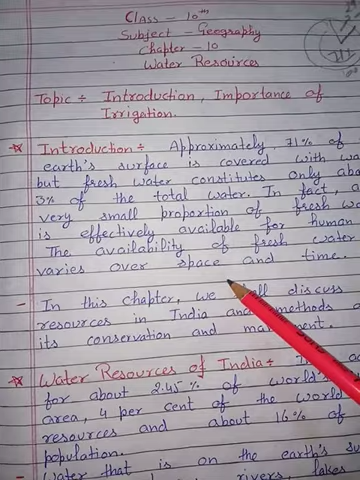 Class - 10th
Subject - Geography
Chapter - 10
Water Resources
Topic ÷ Introduction, Importance of
Irrigation.
Introduction ÷ Approximately, 71% of
earth's surface is covered with
but fresh water constitutes only
3% of the total water. In fact, a
very small proportion of fresh
is effectively available for human
The availability of fresh water
varies over space and time.
- In this chapter, we discuss
resources in India and methods
its conservation and
Water Resources of India ÷
for about 2.45% of world's
area, 4 per cent of the world
resources and about 16% of
population.
Water that is on the earth's
rivers, lakes